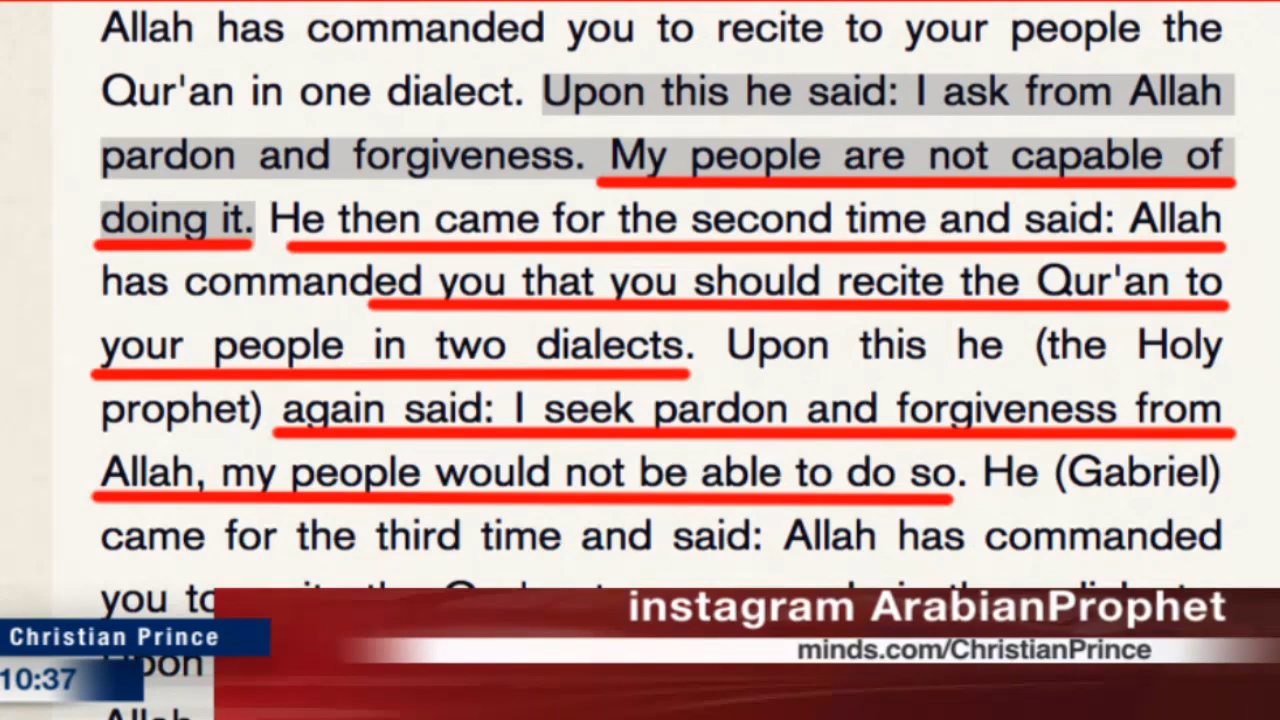 Allah has commanded you to recite to your people the
Qur'an in one dialect. Upon this he said: I ask from Allah
pardon and forgiveness. My people are not capable of
doing it. He then came for the second time and said: Allah
has commanded you that you should recite the Qur'an to
your people in two dialects. Upon this he (the Holy
prophet) again said: I seek pardon and forgiveness from
Allah, my people would not be able to do so. He (Gabriel)
came for the third time and said: Allah has commanded
you to
instagram ArabianProphet
Christian Prince
minds.com/ChristianPrince
10:37
Allah